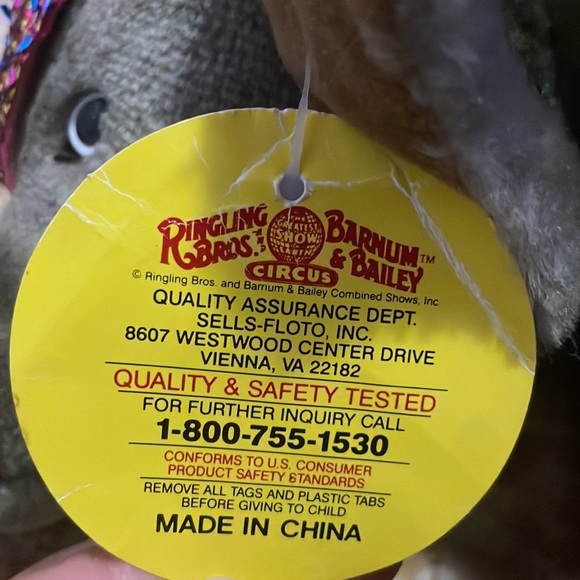 RINGLING BROS. AND BARNUM & BAILEY™
THE GREATEST SHOW ON EARTH
CIRCUS
© Ringling Bros. and Barnum & Bailey Combined Shows, Inc
QUALITY ASSURANCE DEPT.
SELLS-FLOTO, INC.
8607 WESTWOOD CENTER DRIVE
VIENNA, VA 22182
QUALITY & SAFETY TESTED
FOR FURTHER INQUIRY CALL
1-800-755-1530
CONFORMS TO U.S. CONSUMER
PRODUCT SAFETY STANDARDS
REMOVE ALL TAGS AND PLASTIC TABS
BEFORE GIVING TO CHILD
MADE IN CHINA